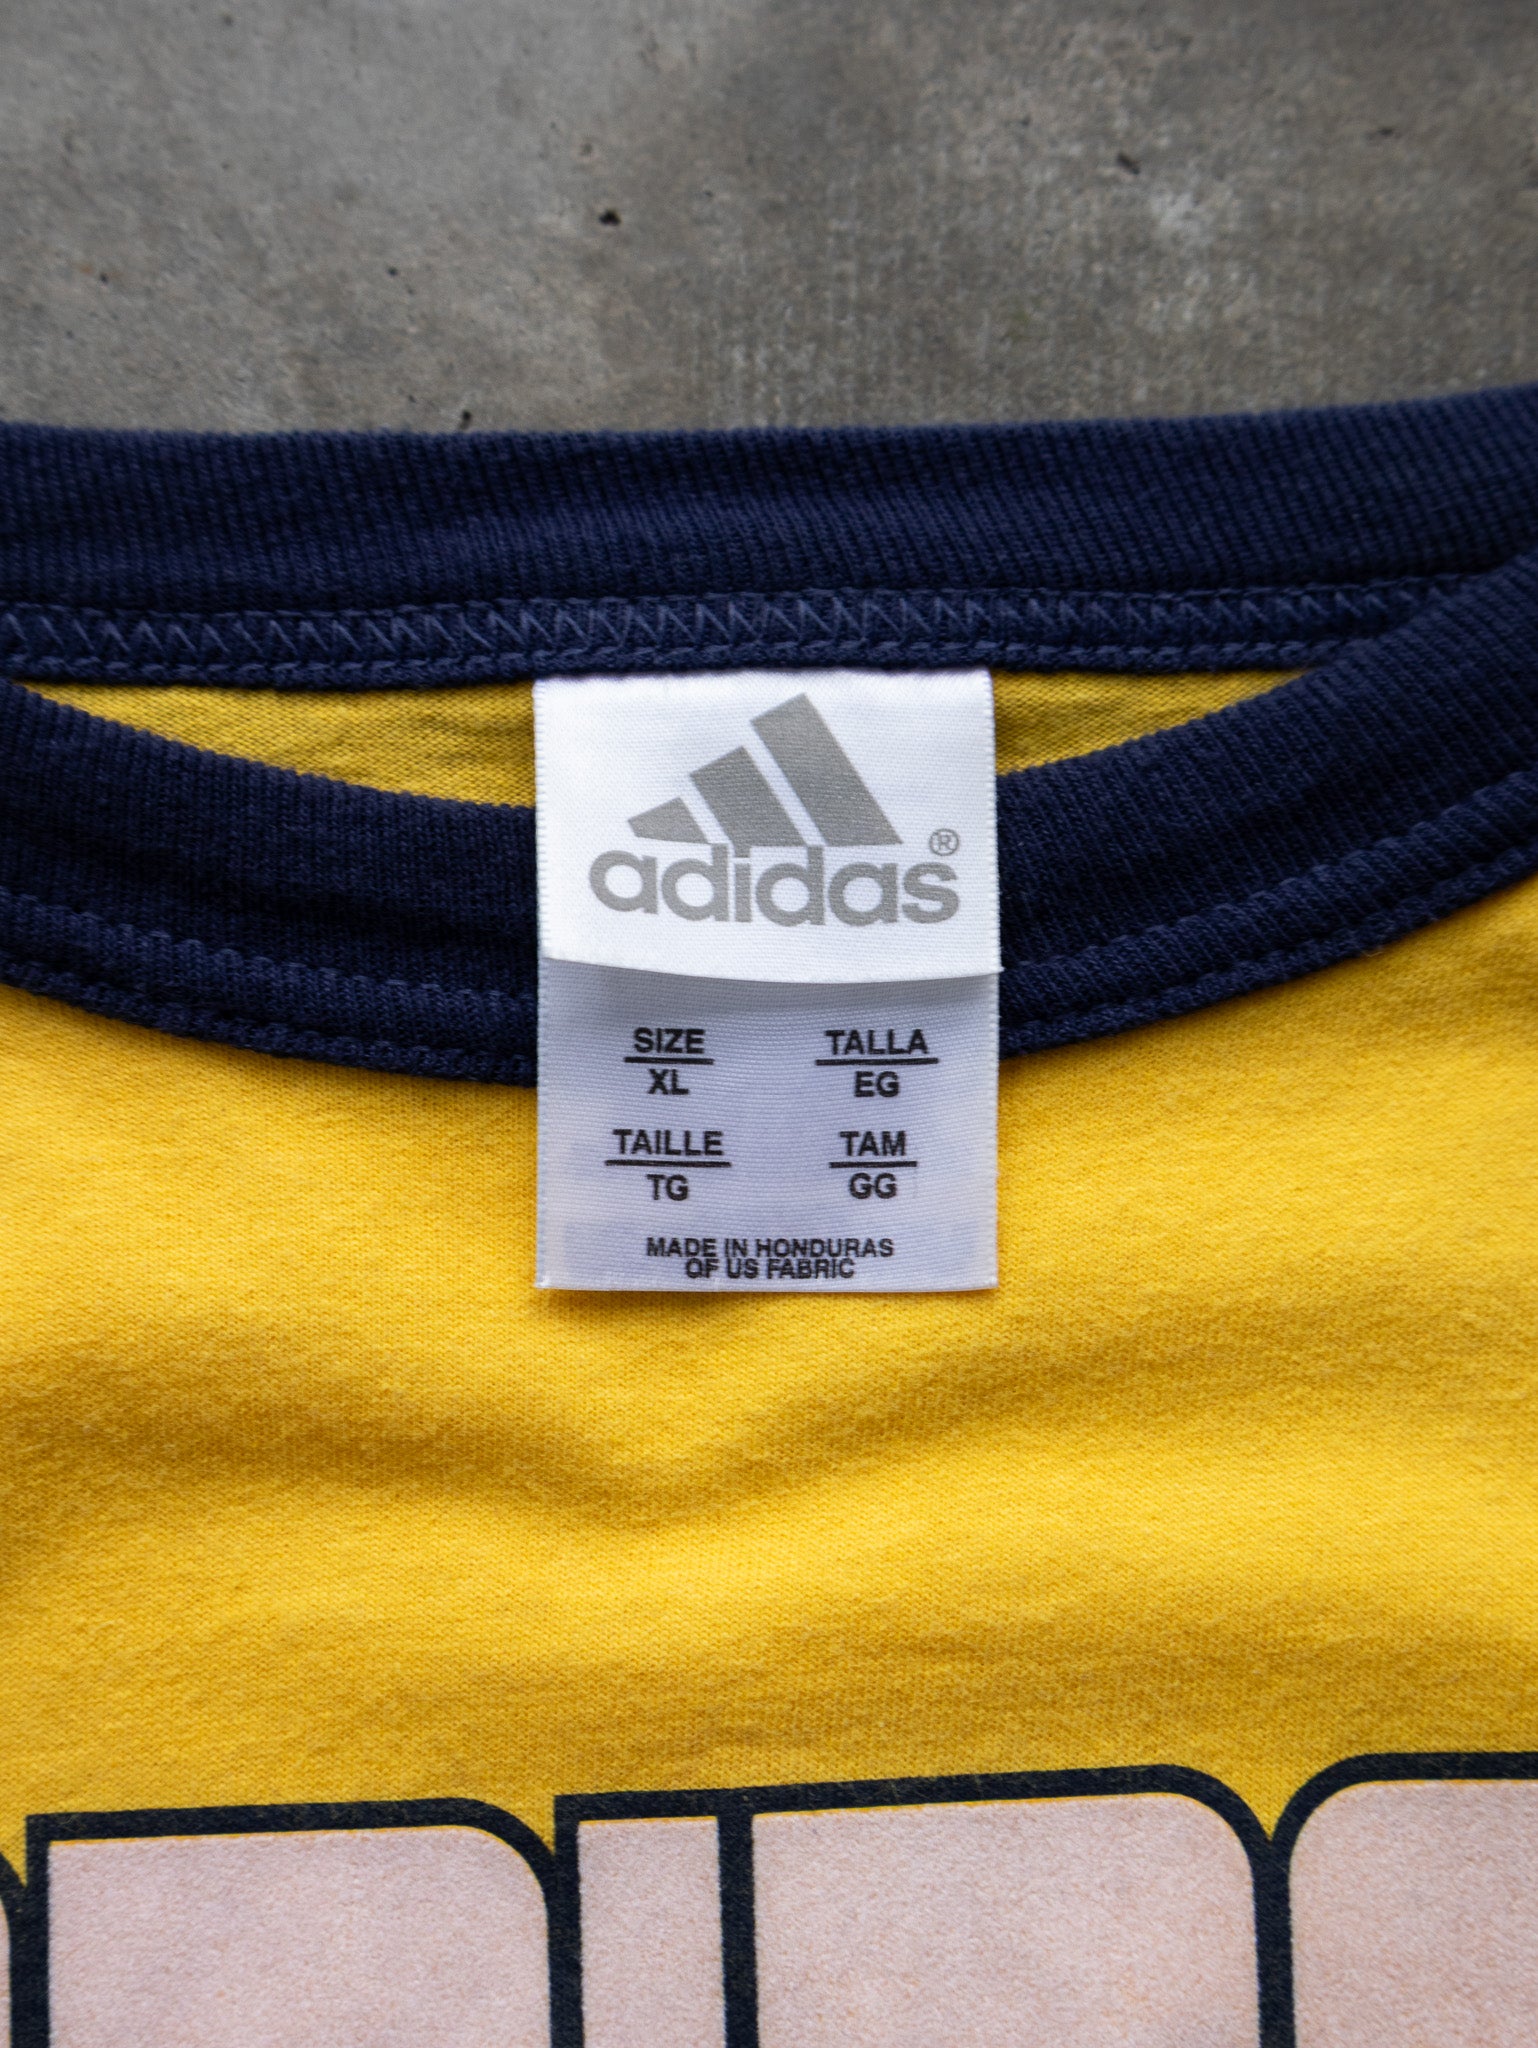 adidas®
SIZE TALLA
XL EG
TAILLE TAM
TG GG
MADE IN HONDURAS
OF US FABRIC